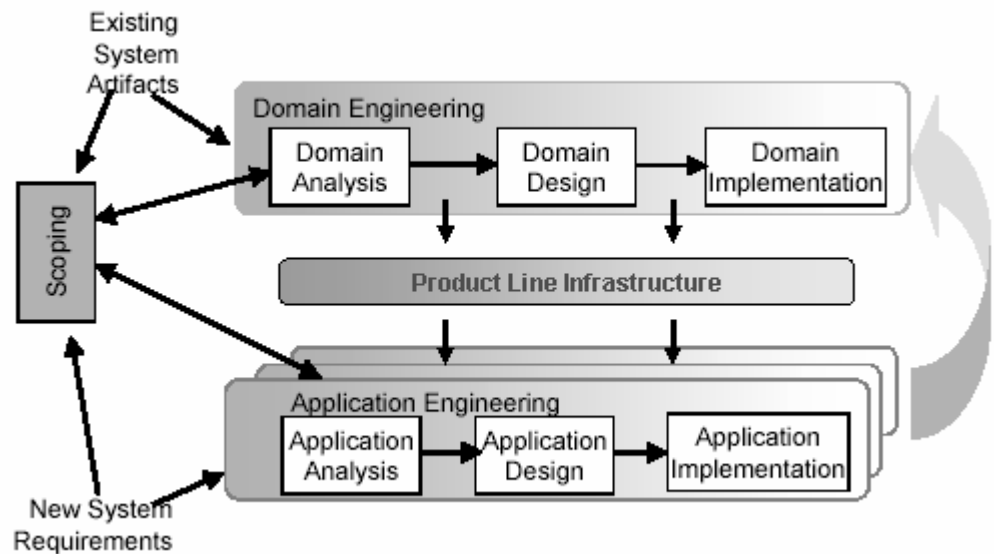 Existing
System
Artifacts
Domain Engineering
Domain
Analysis
Domain
Design
Domain
Implementation
Scoping
Product Line Infrastructure
Application Engineering
Application
Analysis
Application
Design
Application
Implementation
New System
Requirements